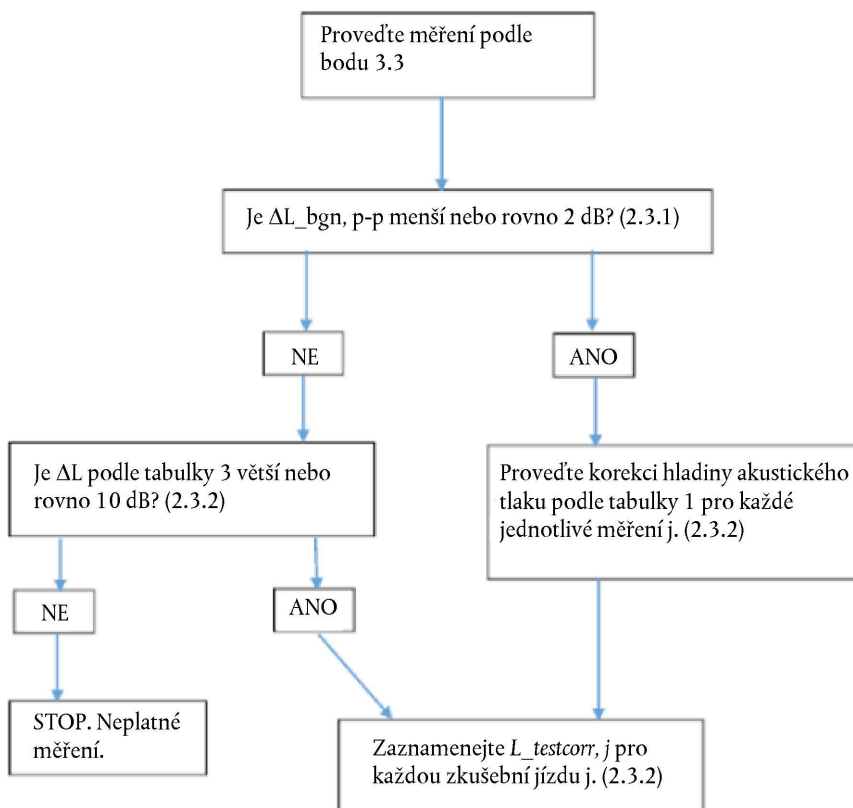 Proveďte měření podle
bodu 3.3
Je ΔL_bgn, p-p menší nebo rovno 2 dB? (2.3.1)
NE
ANO
Je ΔL podle tabulky 3 větší nebo
rovno 10 dB? (2.3.2)
Proveďte korekci hladiny akustického
tlaku podle tabulky 1 pro každé
jednotlivé měření j. (2.3.2)
NE
ANO
STOP. Neplatné
měření.
Zaznamenejte L_testcorr, j pro
každou zkušební jízdu j. (2.3.2)